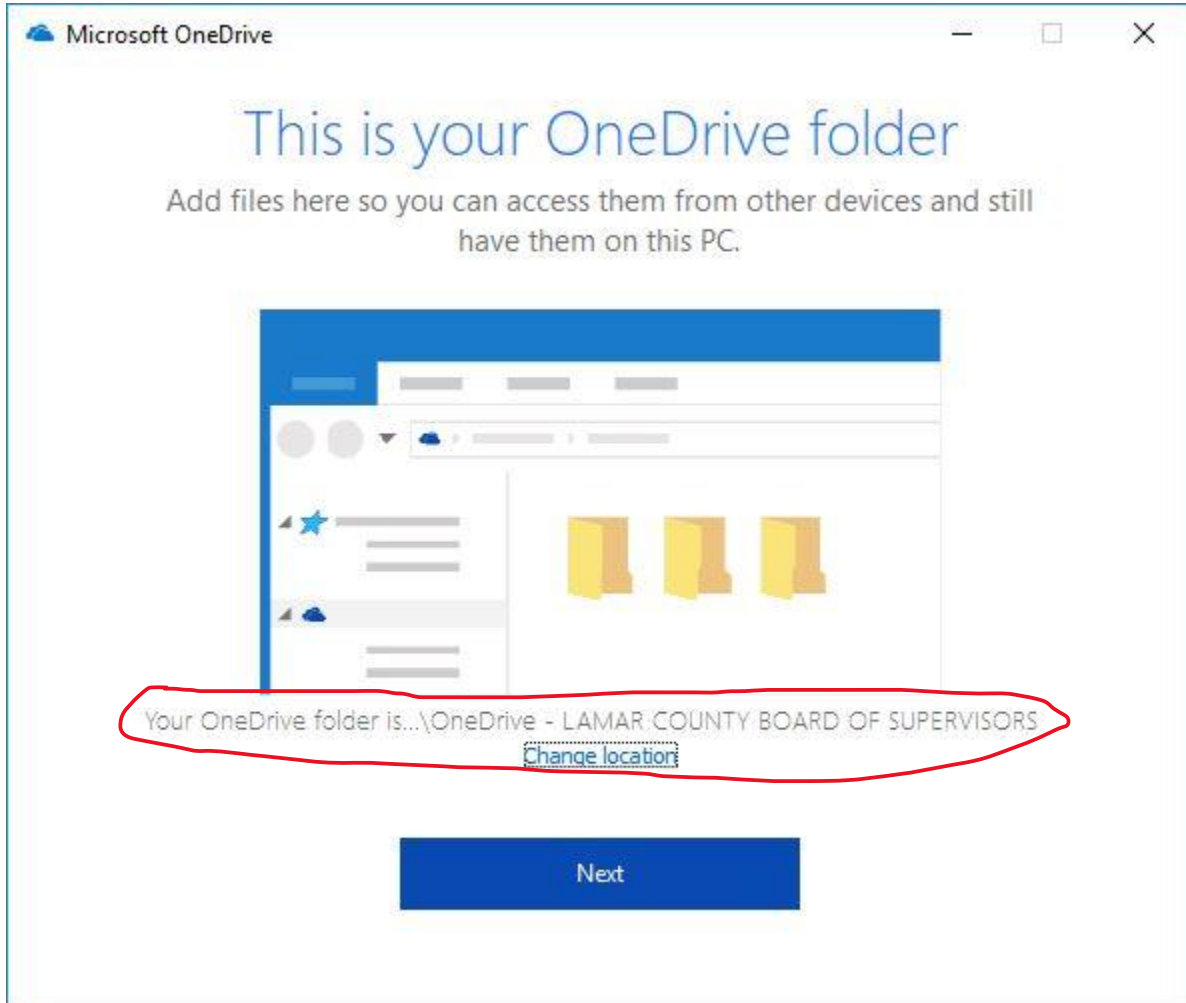 Microsoft OneDrive
This is your OneDrive folder
Add files here so you can access them from other devices and still
have them on this PC.
Your OneDrive folder is...\OneDrive - LAMAR COUNTY BOARD OF SUPERVISORS
Change location
Next